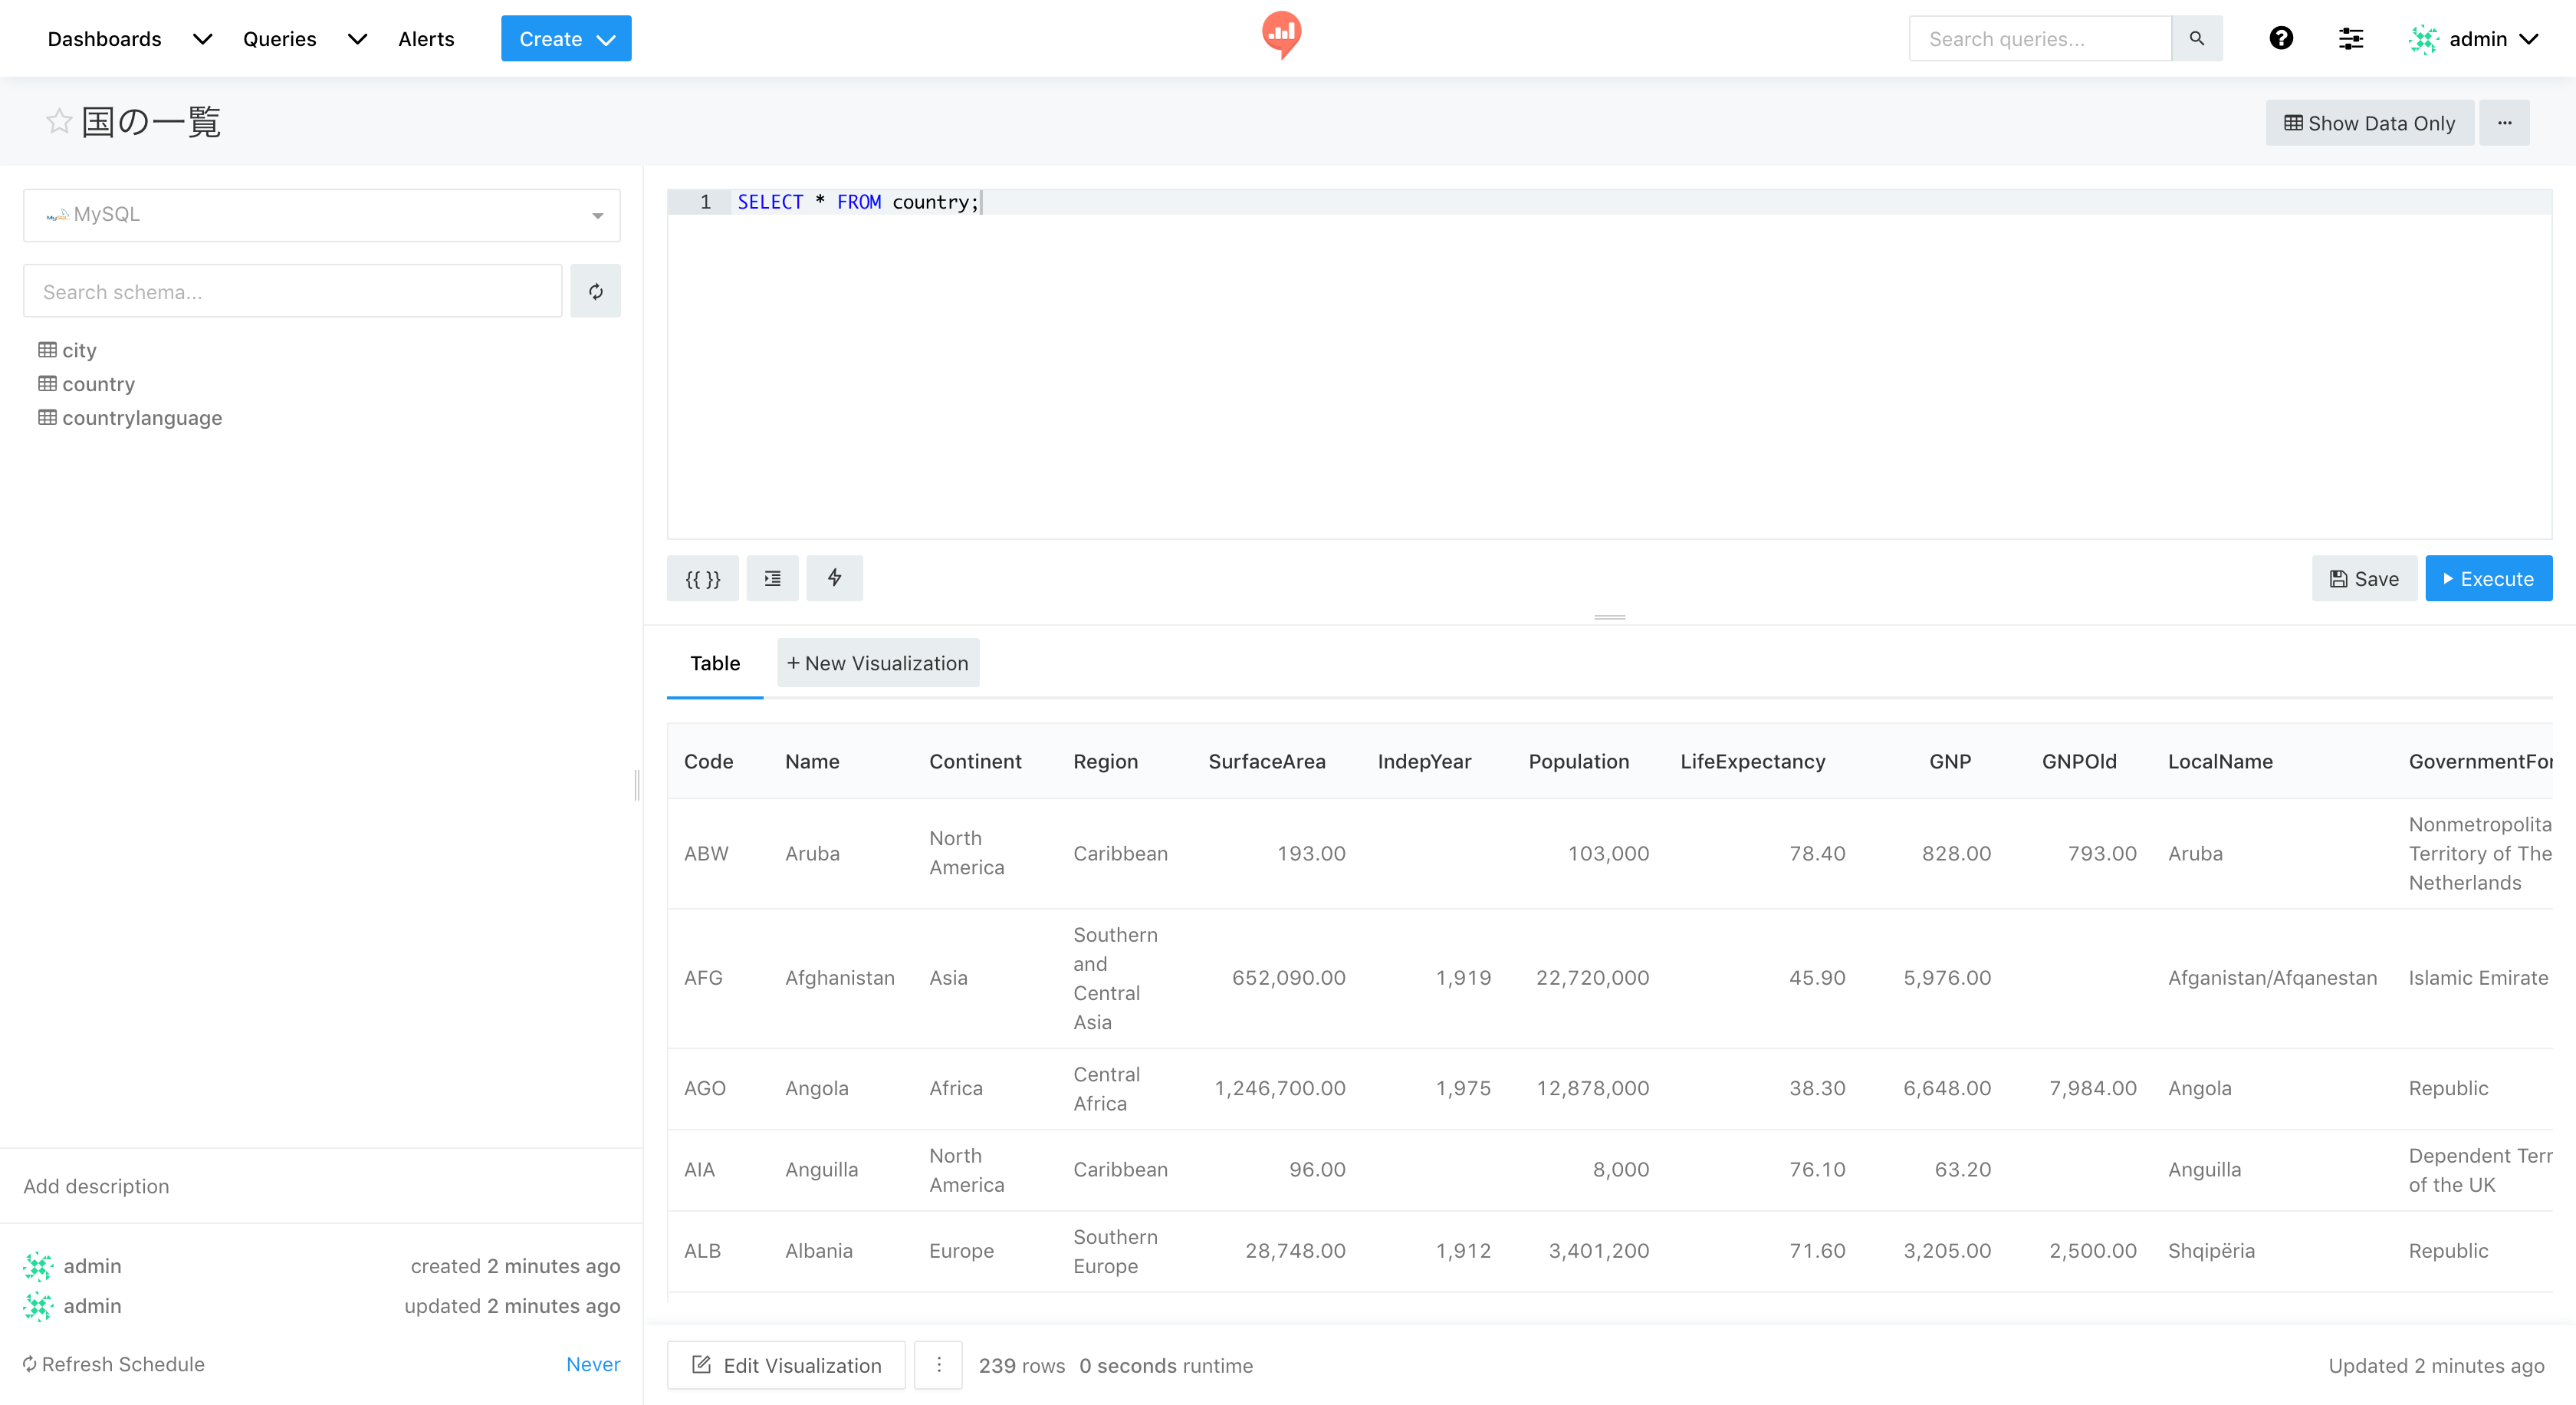 Dashboards Queries Alerts Create Search queries... admin
国の一覧 Show Data Only ...
MySQL
Search schema...
city
country
countrylanguage
1 SELECT * FROM country;
{{ }} Save Execute
Table + New Visualization
Code Name Continent Region SurfaceArea IndepYear Population LifeExpectancy GNP GNPOld LocalName GovernmentFor
ABW Aruba North America Caribbean 193.00 103,000 78.40 828.00 793.00 Aruba Nonmetropolita Territory of The Netherlands
AFG Afghanistan Asia Southern and Central Asia 652,090.00 1,919 22,720,000 45.90 5,976.00 Afganistan/Afqanestan Islamic Emirate
AGO Angola Africa Central Africa 1,246,700.00 1,975 12,878,000 38.30 6,648.00 7,984.00 Angola Republic
AIA Anguilla North America Caribbean 96.00 8,000 76.10 63.20 Anguilla Dependent Terr of the UK
ALB Albania Europe Southern Europe 28,748.00 1,912 3,401,200 71.60 3,205.00 2,500.00 Shqipëria Republic
Add description
admin created 2 minutes ago
admin updated 2 minutes ago
Refresh Schedule Never
Edit Visualization 239 rows 0 seconds runtime Updated 2 minutes ago